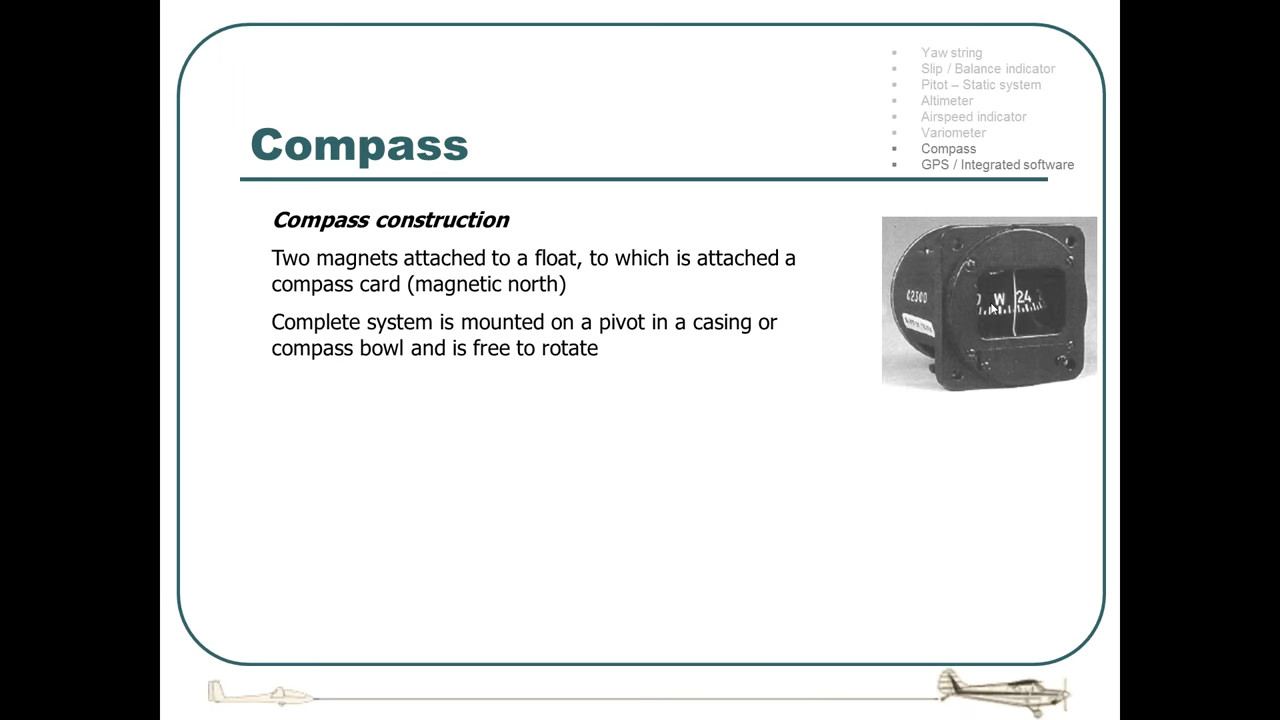 Yaw string
Slip / Balance indicator
Pitot – Static system
Altimeter
Airspeed indicator
Variometer
Compass
GPS / Integrated software
Compass
Compass construction
Two magnets attached to a float, to which is attached a
compass card (magnetic north)
Complete system is mounted on a pivot in a casing or
compass bowl and is free to rotate
C2300
W 24